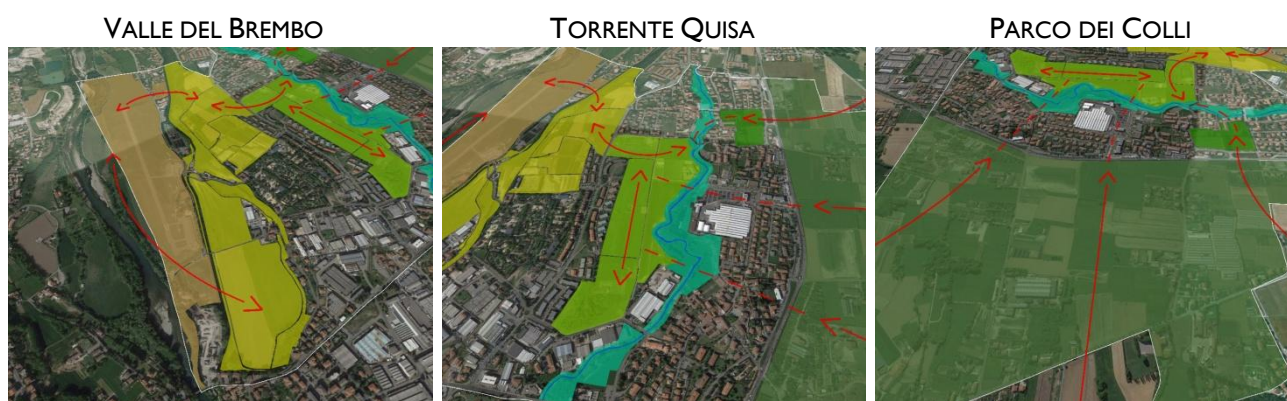 VALLE DEL BREMBO
TORRENTE QUISA
PARCO DEI COLLI